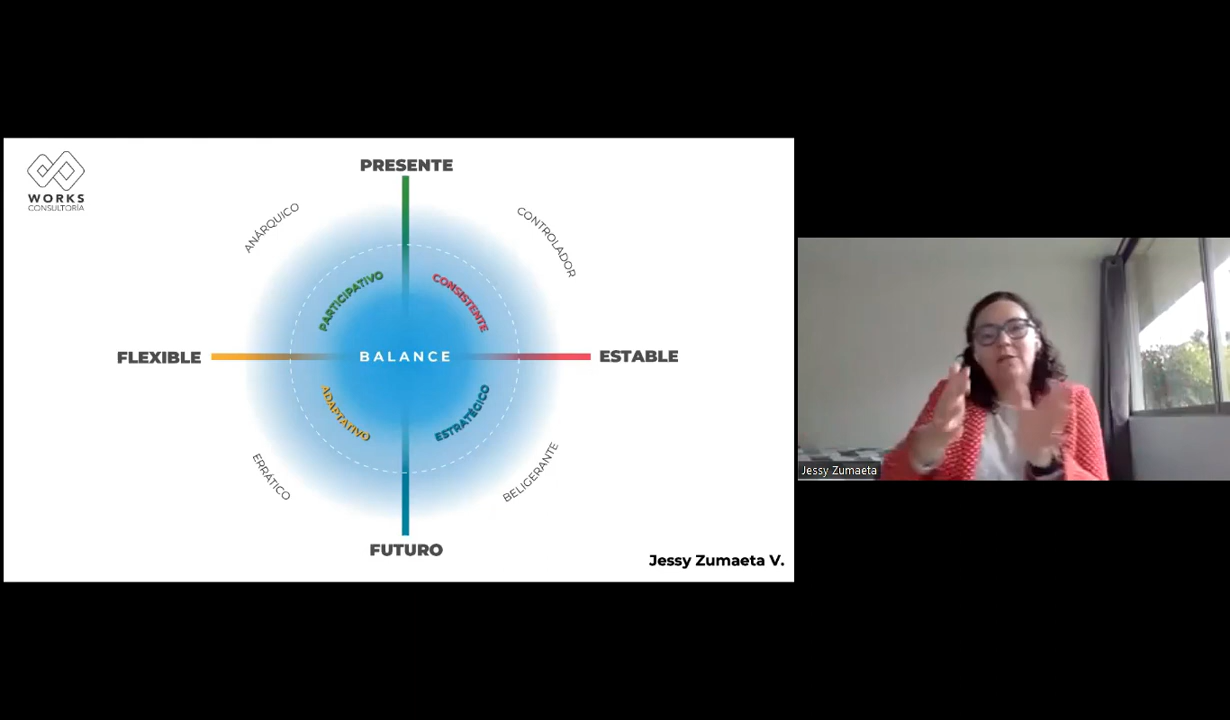 WORKS
CONSULTORÍA
PRESENTE
ANÁRQUICO
CONTROLADOR
PARTICIPATIVO
CONSISTENTE
FLEXIBLE
BALANCE
ESTABLE
ADAPTATIVO
ESTRATÉGICO
ERRÁTICO
BELIGERANTE
FUTURO
Jessy Zumaeta V.
Jessy Zumaeta